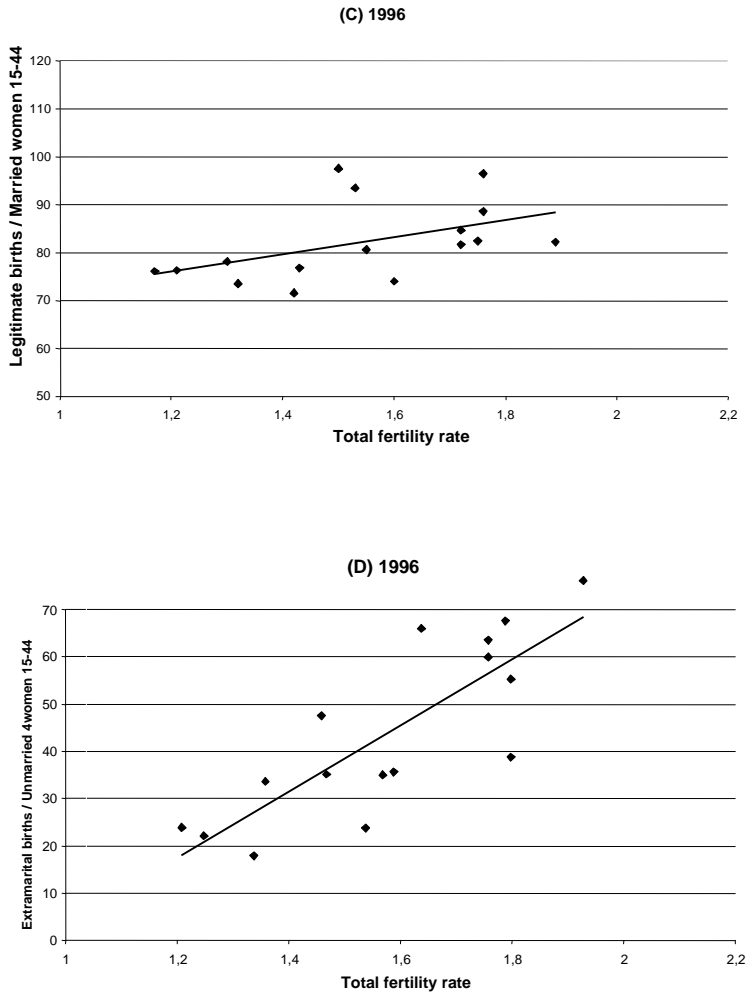 (C) 1996
Legitimate births / Married women 15-44
120
110
100
90
80
70
60
50
1 1,2 1,4 1,6 1,8 2 2,2
Total fertility rate
(D) 1996
Extramarital births / Unmarried 4women 15-44
70
60
50
40
30
20
10
0
1 1,2 1,4 1,6 1,8 2 2,2
Total fertility rate